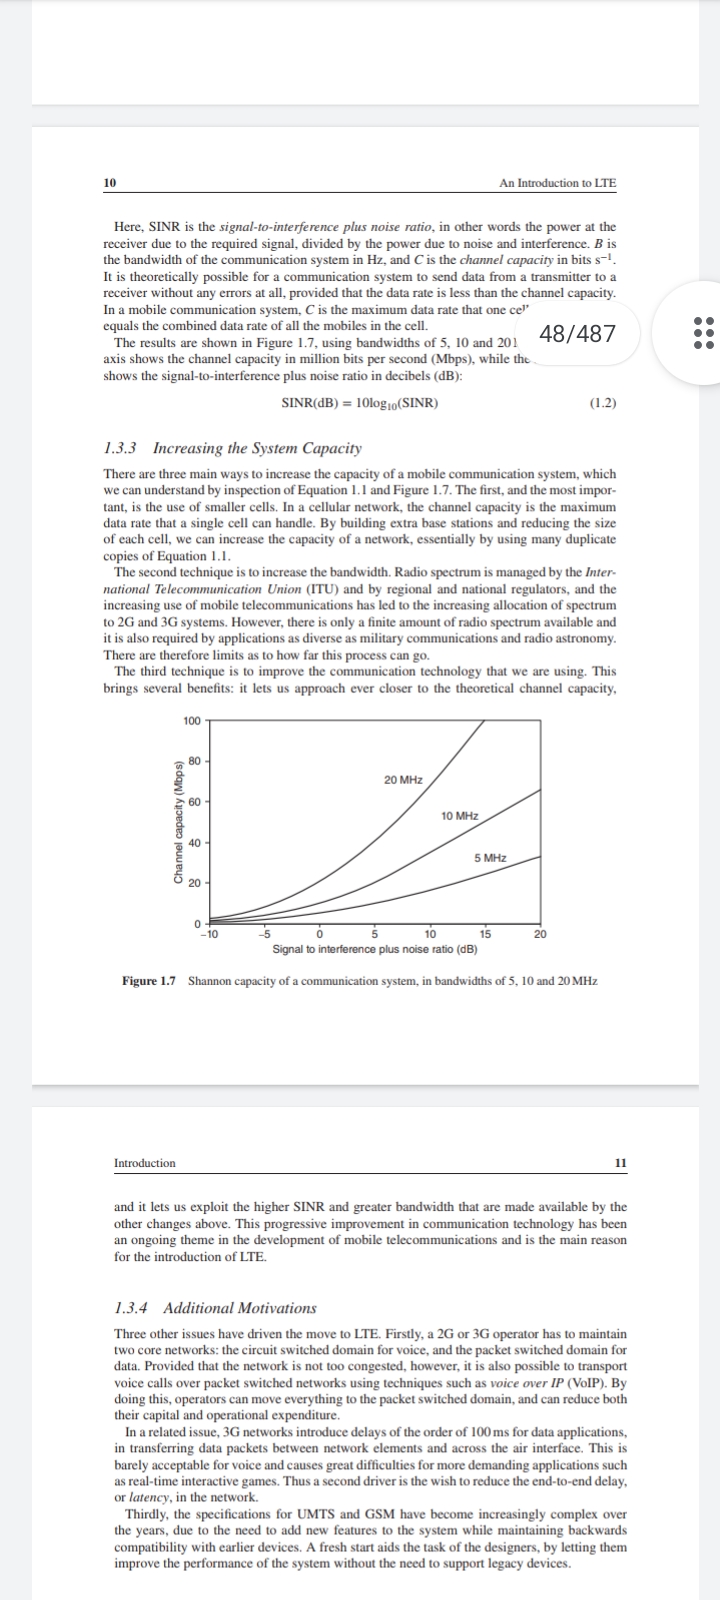 10
An Introduction to LTE
Here, SINR is the signal-to-interference plus noise ratio, in other words the power at the
receiver due to the required signal, divided by the power due to noise and interference. B is
the bandwidth of the communication system in Hz, and C is the channel capacity in bits s⁻¹.
It is theoretically possible for a communication system to send data from a transmitter to a
receiver without any errors at all, provided that the data rate is less than the channel capacity.
In a mobile communication system, C is the maximum data rate that one
equals the combined data rate of all the mobiles in the cell.
The results are shown in Figure 1.7, using bandwidths of 5, 10 and
axis shows the channel capacity in million bits per second (Mbps), while the
shows the signal-to-interference plus noise ratio in decibels (dB):
48/487
SINR(dB) = 10log₁₀(SINR) (1.2)
1.3.3 Increasing the System Capacity
There are three main ways to increase the capacity of a mobile communication system, which
we can understand by inspection of Equation 1.1 and Figure 1.7. The first, and the most impor-
tant, is the use of smaller cells. In a cellular network, the channel capacity is the maximum
data rate that a single cell can handle. By building extra base stations and reducing the size
of each cell, we can increase the capacity of a network, essentially by using many duplicate
copies of Equation 1.1.
The second technique is to increase the bandwidth. Radio spectrum is managed by the Inter-
national Telecommunication Union (ITU) and by regional and national regulators, and the
increasing use of mobile telecommunications has led to the increasing allocation of spectrum
to 2G and 3G systems. However, there is only a finite amount of radio spectrum available and
it is also required by applications as diverse as military communications and radio astronomy.
There are therefore limits as to how far this process can go.
The third technique is to improve the communication technology that we are using. This
brings several benefits: it lets us approach ever closer to the theoretical channel capacity,
100
80
60
40
20
0
Channel capacity (Mbps)
20 MHz
10 MHz
5 MHz
−10 −5 0 5 10 15 20
Signal to interference plus noise ratio (dB)
Figure 1.7 Shannon capacity of a communication system, in bandwidths of 5, 10 and 20 MHz
Introduction
11
and it lets us exploit the higher SINR and greater bandwidth that are made available by the
other changes above. This progressive improvement in communication technology has been
an ongoing theme in the development of mobile telecommunications and is the main reason
for the introduction of LTE.
1.3.4 Additional Motivations
Three other issues have driven the move to LTE. Firstly, a 2G or 3G operator has to maintain
two core networks: the circuit switched domain for voice, and the packet switched domain for
data. Provided that the network is not too congested, however, it is also possible to transport
voice calls over packet switched networks using techniques such as voice over IP (VoIP). By
doing this, operators can move everything to the packet switched domain, and can reduce both
their capital and operational expenditure.
In a related issue, 3G networks introduce delays of the order of 100 ms for data applications,
in transferring data packets between network elements and across the air interface. This is
barely acceptable for voice and causes great difficulties for more demanding applications such
as real-time interactive games. Thus a second driver is the wish to reduce the end-to-end delay,
or latency, in the network.
Thirdly, the specifications for UMTS and GSM have become increasingly complex over
the years, due to the need to add new features to the system while maintaining backwards
compatibility with earlier devices. A fresh start aids the task of the designers, by letting them
improve the performance of the system without the need to support legacy devices.